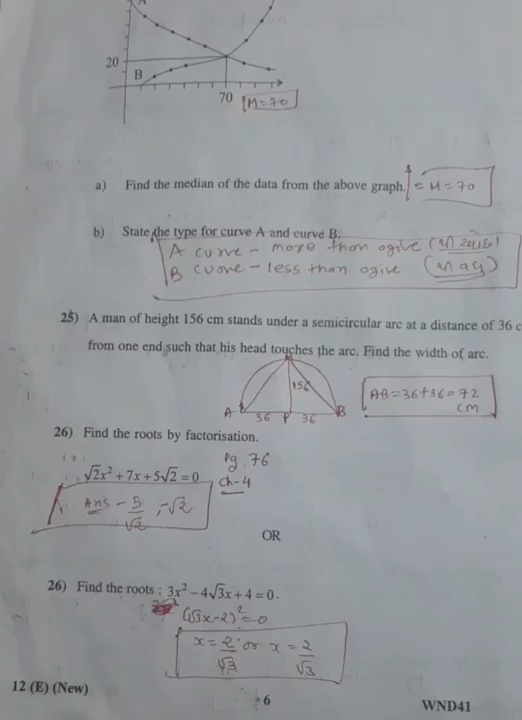 A
20
B
70 [M=70]
a) Find the median of the data from the above graph. = M = 70
b) State the type for curve A and curve B.
A curve - more than ogive
B curve - less than ogive
25) A man of height 156 cm stands under a semicircular arc at a distance of 36 c
from one end such that his head touches the arc. Find the width of arc.
M
156
A 36 P 36 B
AB=36+36=72
cm
26) Find the roots by factorisation.
√2x² + 7x + 5√2 = 0
Pg. 76
Ch-4
Ans - 5/√2, -√2
OR
26) Find the roots : 3x² – 4√3x + 4 = 0.
(√3x-2)² = 0
x = 2/√3 or x = 2/√3
12 (E) (New)
6
WND41